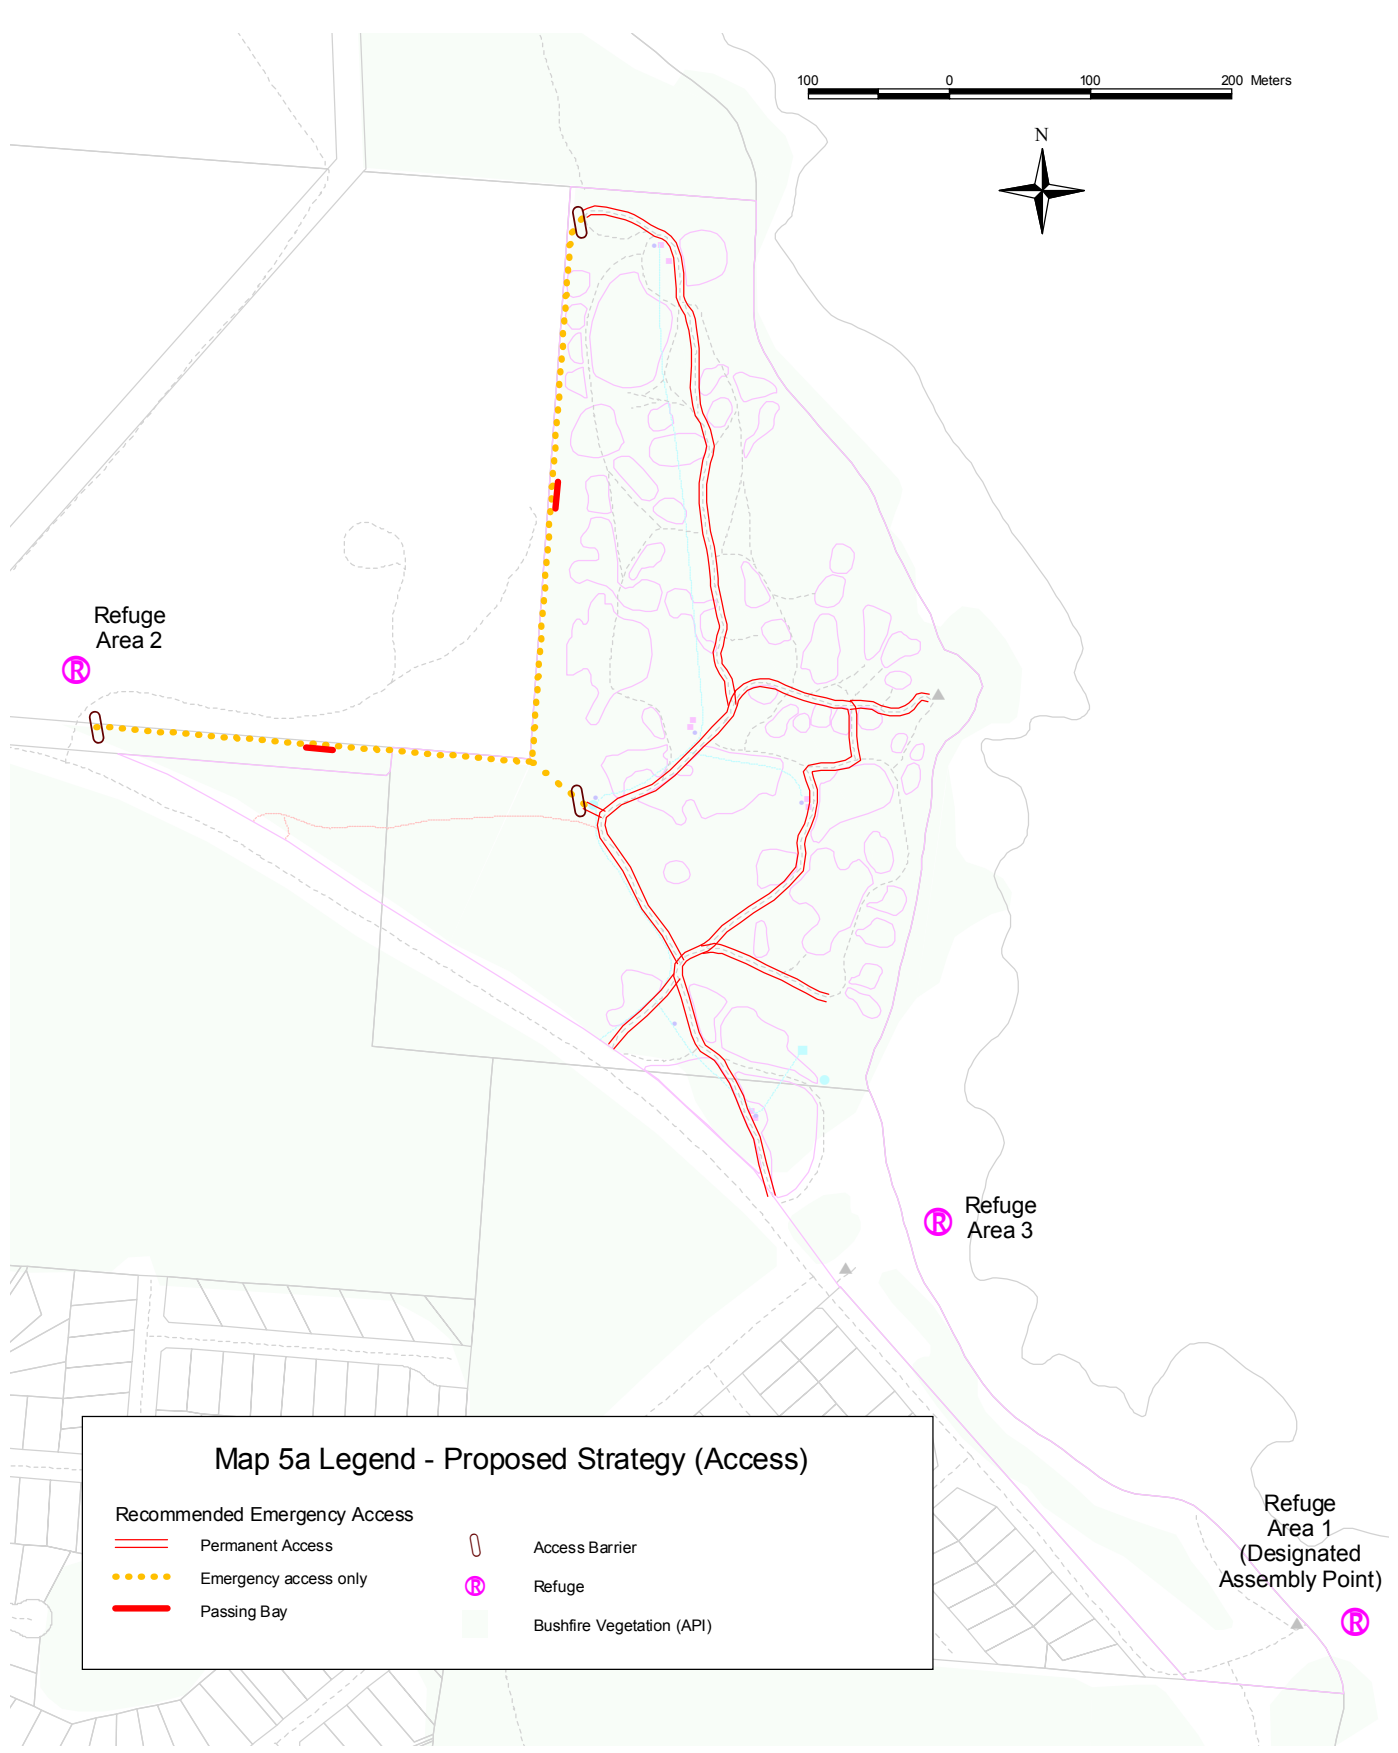 100 0 100 200 Meters
N
Refuge
Area 2
R
R
Refuge
Area 3
Refuge
Area 1
(Designated
Assembly Point)
R
Map 5a Legend - Proposed Strategy (Access)
Recommended Emergency Access
Permanent Access
Emergency access only
Passing Bay
Access Barrier
R Refuge
Bushfire Vegetation (API)